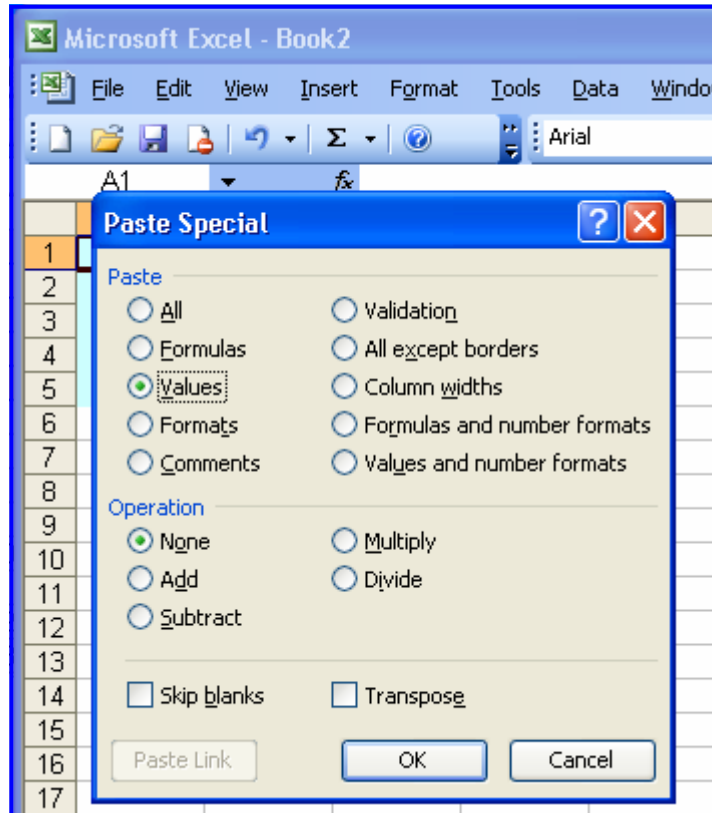 Microsoft Excel - Book2
File Edit View Insert Format Tools Data Windo
Σ ? Arial
A1 fx
Paste Special ?
1
Paste
2
All Validation
3
Formulas All except borders
4
Values Column widths
5
Formats Formulas and number formats
6
Comments Values and number formats
7
8
Operation
9
None Multiply
10
Add Divide
11
Subtract
12
13
14 Skip blanks Transpose
15
16 Paste Link OK Cancel
17